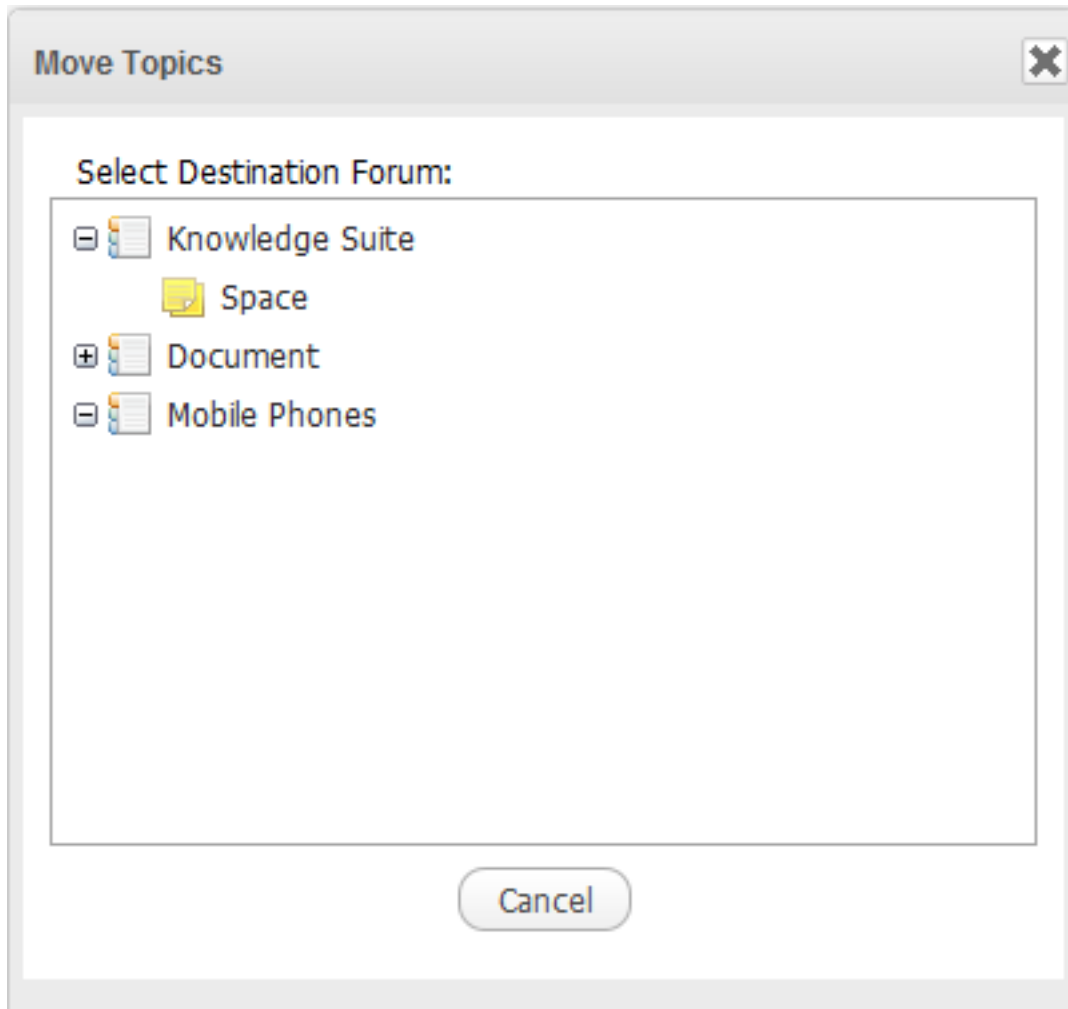 Move Topics
Select Destination Forum:
Knowledge Suite
Space
Document
Mobile Phones
Cancel